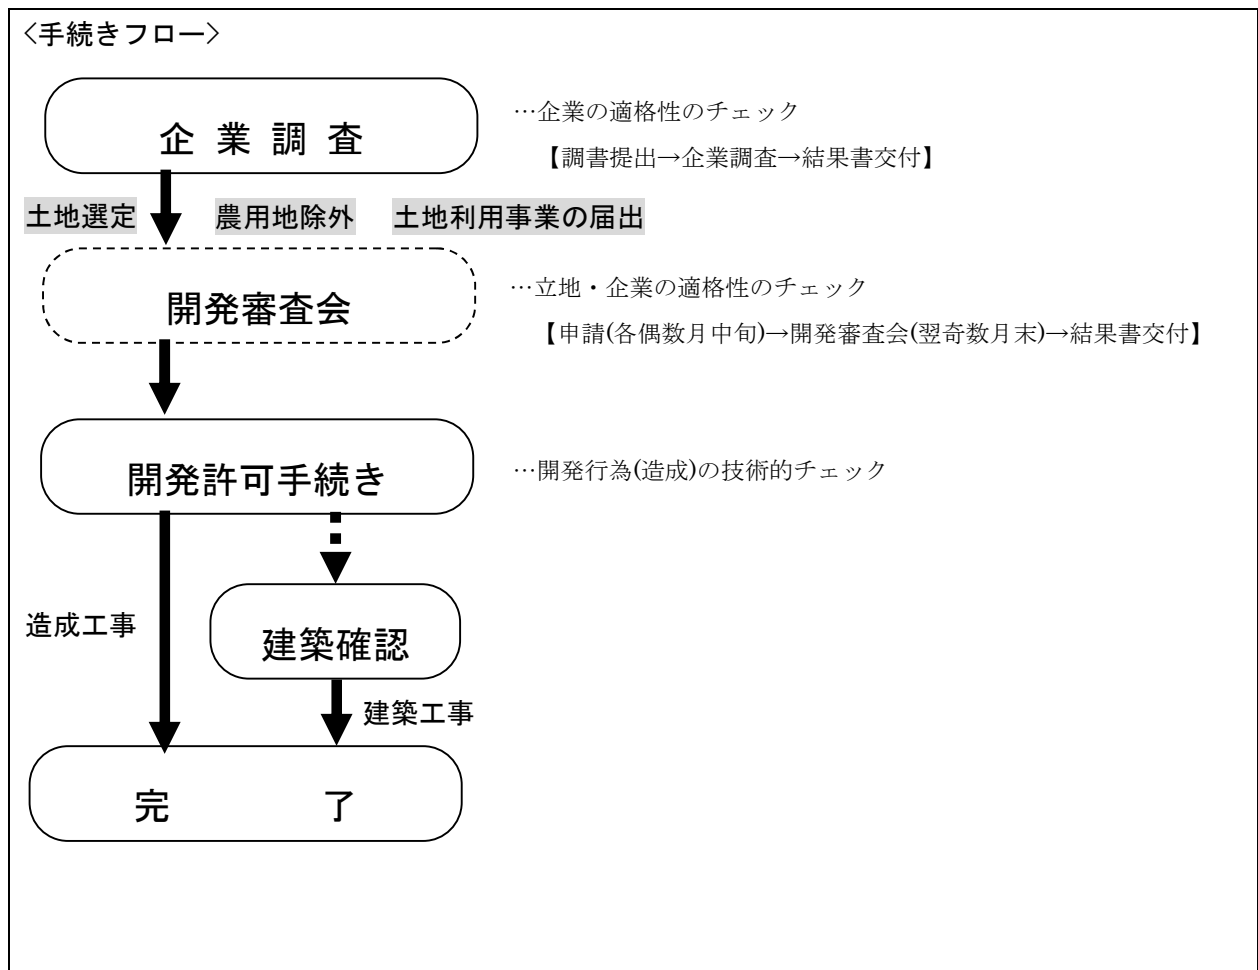 <手続きフロー>
企 業 調 査
…企業の適格性のチェック
【調書提出→企業調査→結果書交付】
土地選定 農用地除外 土地利用事業の届出
開発審査会
…立地・企業の適格性のチェック
【申請(各偶数月中旬)→開発審査会(翌奇数月末)→結果書交付】
開発許可手続き
…開発行為(造成)の技術的チェック
造成工事
建築確認
建築工事
完 了